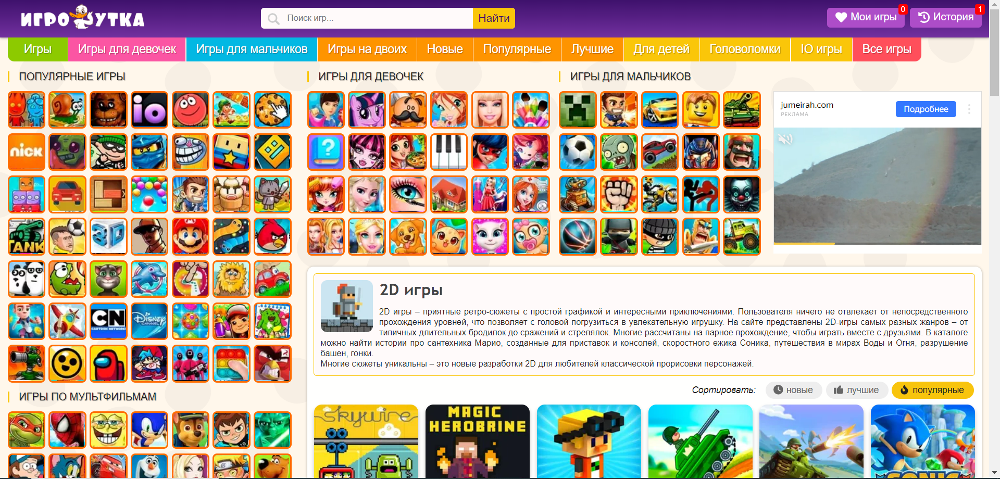 ИГРОУТКА
Поиск игр...
Найти
Мои игры
0
История
1
Игры
Игры для девочек
Игры для мальчиков
Игры на двоих
Новые
Популярные
Лучшие
Для детей
Головоломки
IO игры
Все игры
ПОПУЛЯРНЫЕ ИГРЫ
ИГРЫ ДЛЯ ДЕВОЧЕК
ИГРЫ ДЛЯ МАЛЬЧИКОВ
io
nick
?
TANK
3D
CN
CARTOON NETWORK
DISNEY
CHANNEL
jumeirah.com
РЕКЛАМА
Подробнее
2D игры
2D игры – приятные ретро-сюжеты с простой графикой и интересными приключениями. Пользователя ничего не отвлекает от непосредственного
прохождения уровней, что позволяет с головой погрузиться в увлекательную игрушку. На сайте представлены 2D-игры самых разных жанров – от
типичных длительных бродилок до сражений и стрелялок. Многие рассчитаны на парное прохождение, чтобы играть вместе с друзьями. В каталоге
можно найти истории про сантехника Марио, созданные для приставок и консолей, скоростного ежика Соника, путешествия в мирах Воды и Огня, разрушение
башен, гонки.
Многие сюжеты уникальны – это новые разработки 2D для любителей классической прорисовки персонажей.
Сортировать:
новые
лучшие
популярные
ИГРЫ ПО МУЛЬТФИЛЬМАМ
skywire
MAGIC
HEROBRINE
SONIC